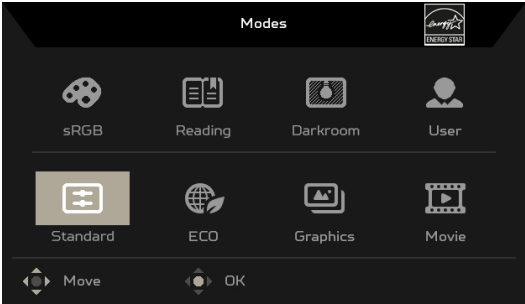 Modes
energy
ENERGY STAR
sRGB Reading Darkroom User
Standard ECO Graphics Movie
Move OK